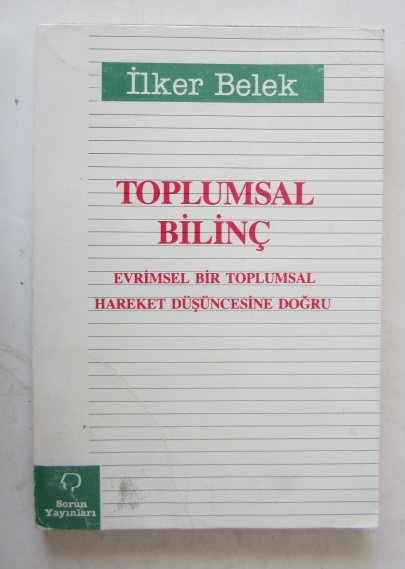 İlker Belek
TOPLUMSAL
BİLİNÇ
EVRİMSEL BİR TOPLUMSAL
HAREKET DÜŞÜNCESİNE DOĞRU
Sorun
Yayınları